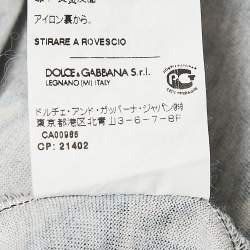 アイロン裏から.
STIRARE A ROVESCIO
DOLCE & GABBANA S.r.l.
LEGNANO (MI) ITALY
ドルチェ・アンド・ガッバーナ・ジャパン㈱
東京都港区北青山3-6-7-8F
CA00965
CP: 21402